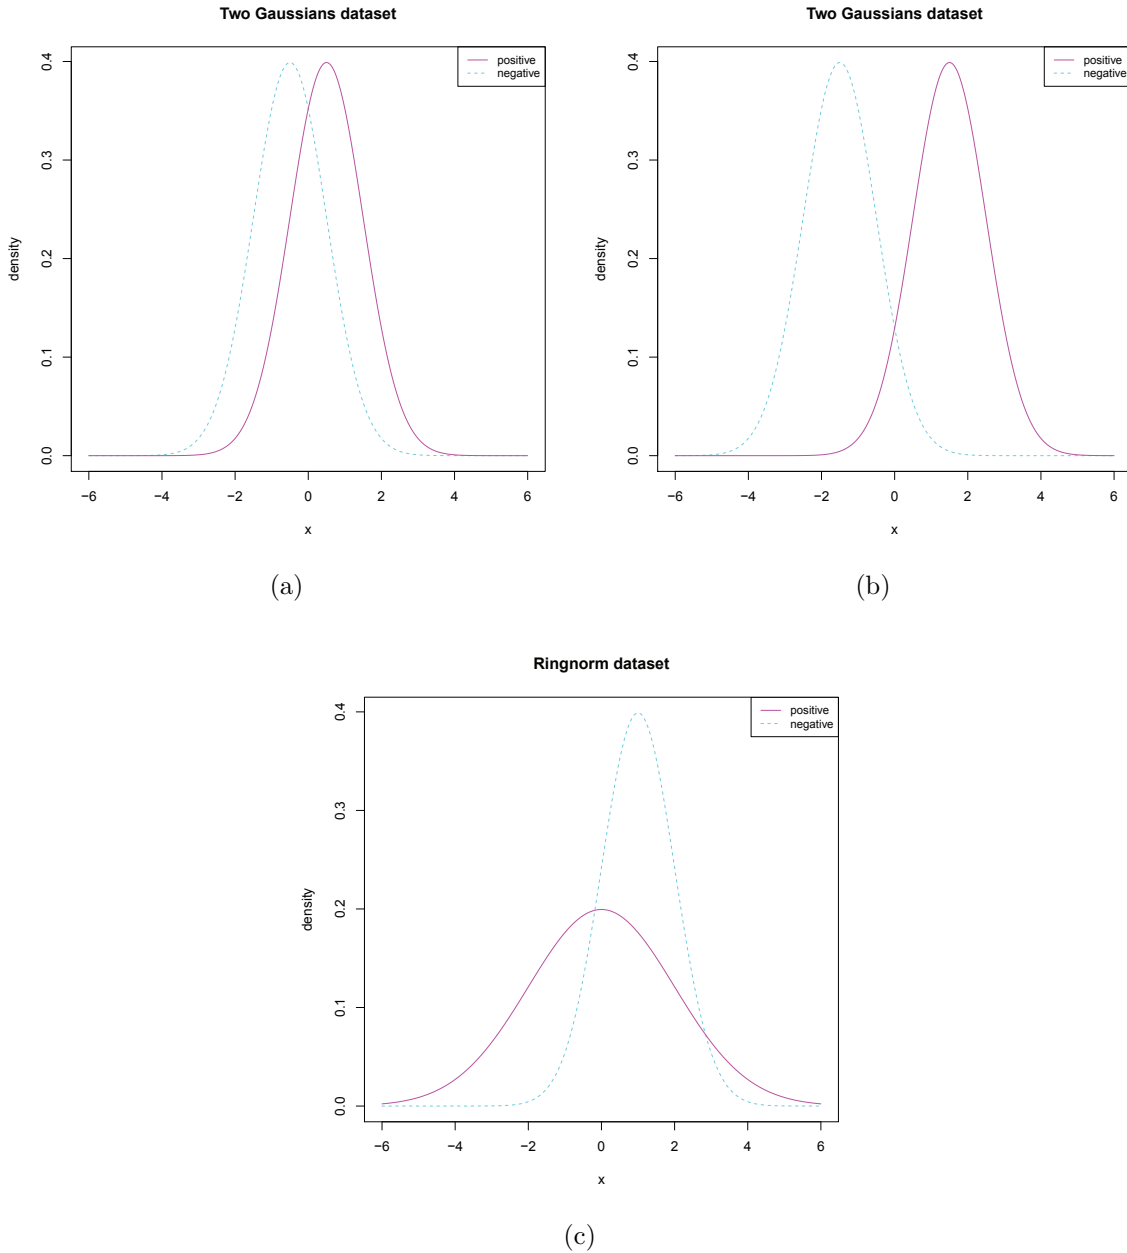 Two Gaussians dataset
positive
negative
density
0.0 0.1 0.2 0.3 0.4
−6 −4 −2 0 2 4 6
x
(a)
Two Gaussians dataset
positive
negative
density
0.0 0.1 0.2 0.3 0.4
−6 −4 −2 0 2 4 6
x
(b)
Ringnorm dataset
positive
negative
density
0.0 0.1 0.2 0.3 0.4
−6 −4 −2 0 2 4 6
x
(c)